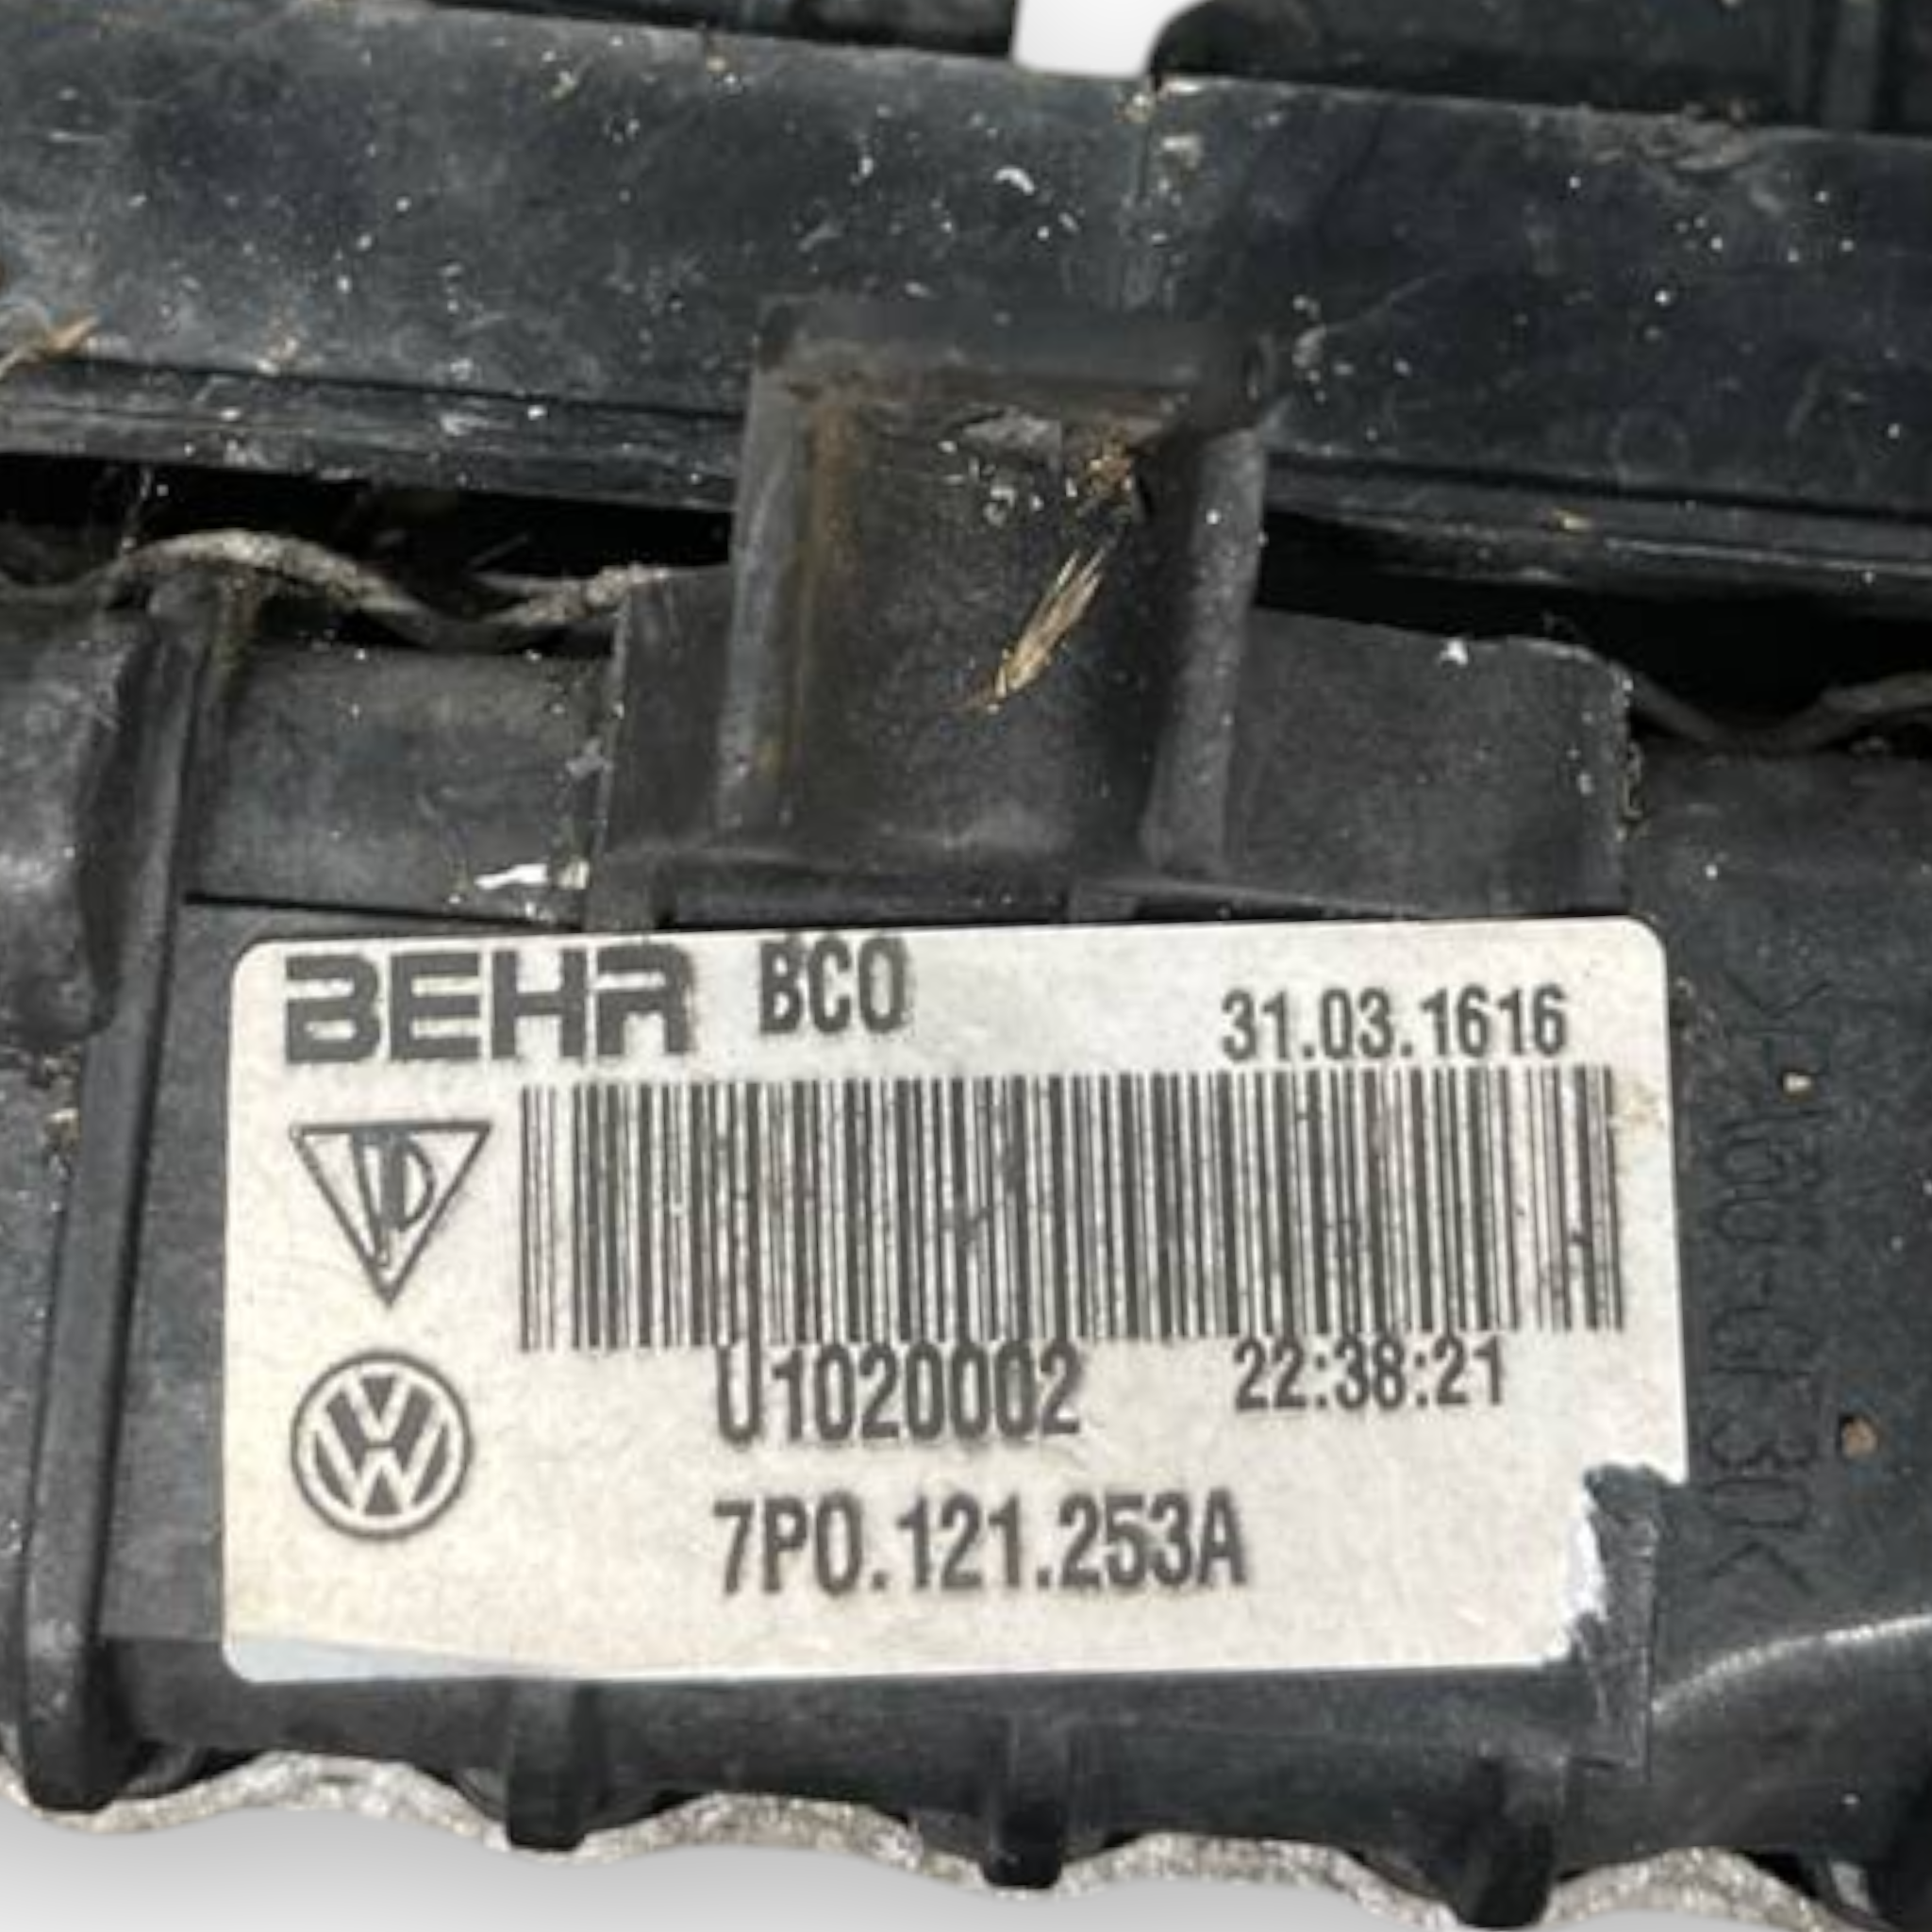 BEHR BCO 31.03.1616
U1020002 22:38:21
7P0.121.253A